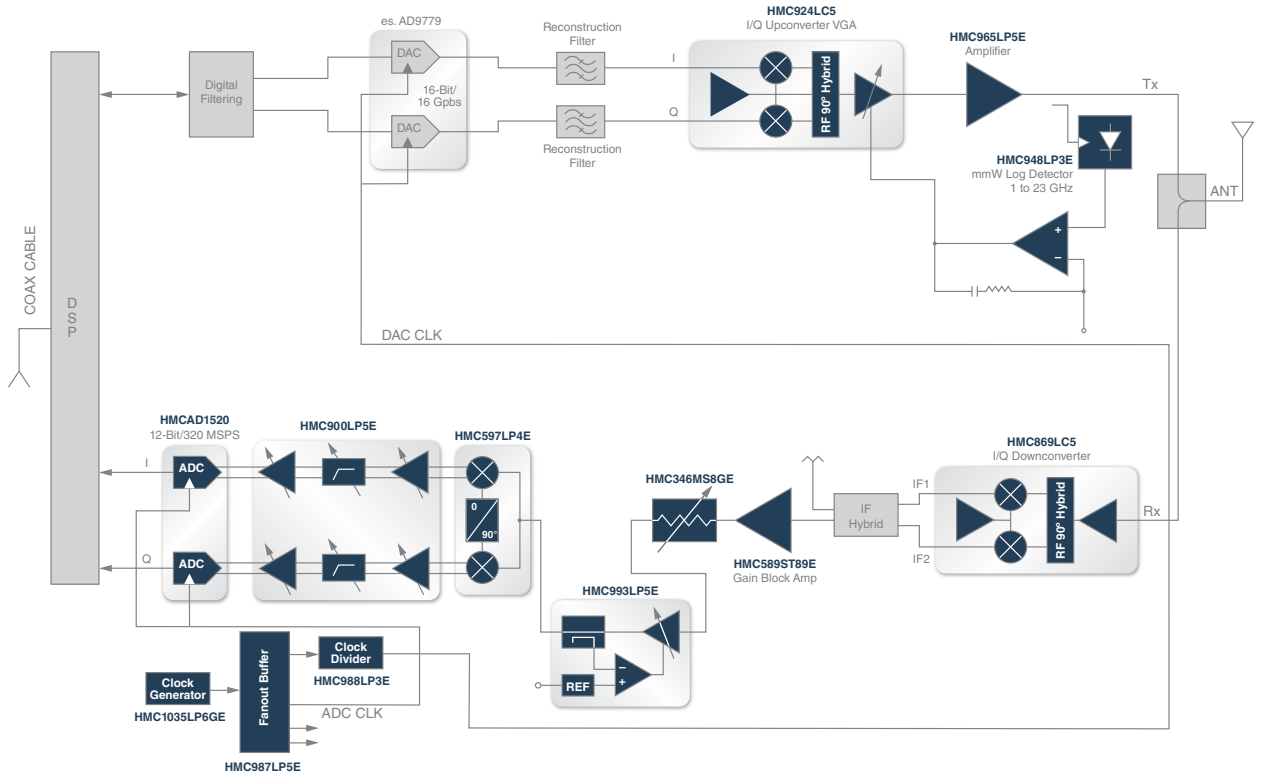 es. AD9779
DAC
16-Bit/
16 Gpbs
DAC
Digital
Filtering
Reconstruction
Filter
Reconstruction
Filter
HMC924LC5
I/Q Upconverter VGA
I
Q
RF 90º Hybrid
HMC965LP5E
Amplifier
Tx
HMC948LP3E
mmW Log Detector
1 to 23 GHz
+
–
ANT
COAX CABLE
DSP
DAC CLK
HMCAD1520
12-Bit/320 MSPS
I
ADC
Q
ADC
HMC900LP5E
HMC597LP4E
0
90°
HMC346MS8GE
HMC589ST89E
Gain Block Amp
IF
Hybrid
IF1
IF2
HMC869LC5
I/Q Downconverter
RF 90º Hybrid
Rx
HMC993LP5E
–
+
REF
Clock
Generator
HMC1035LP6GE
Fanout Buffer
HMC987LP5E
Clock
Divider
HMC988LP3E
ADC CLK